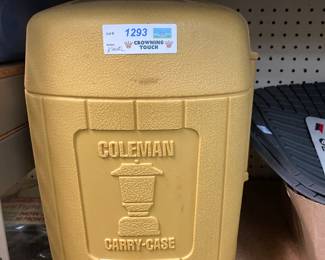 1293
CROWNING
TOUCH
COLEMAN
CARRY-CASE